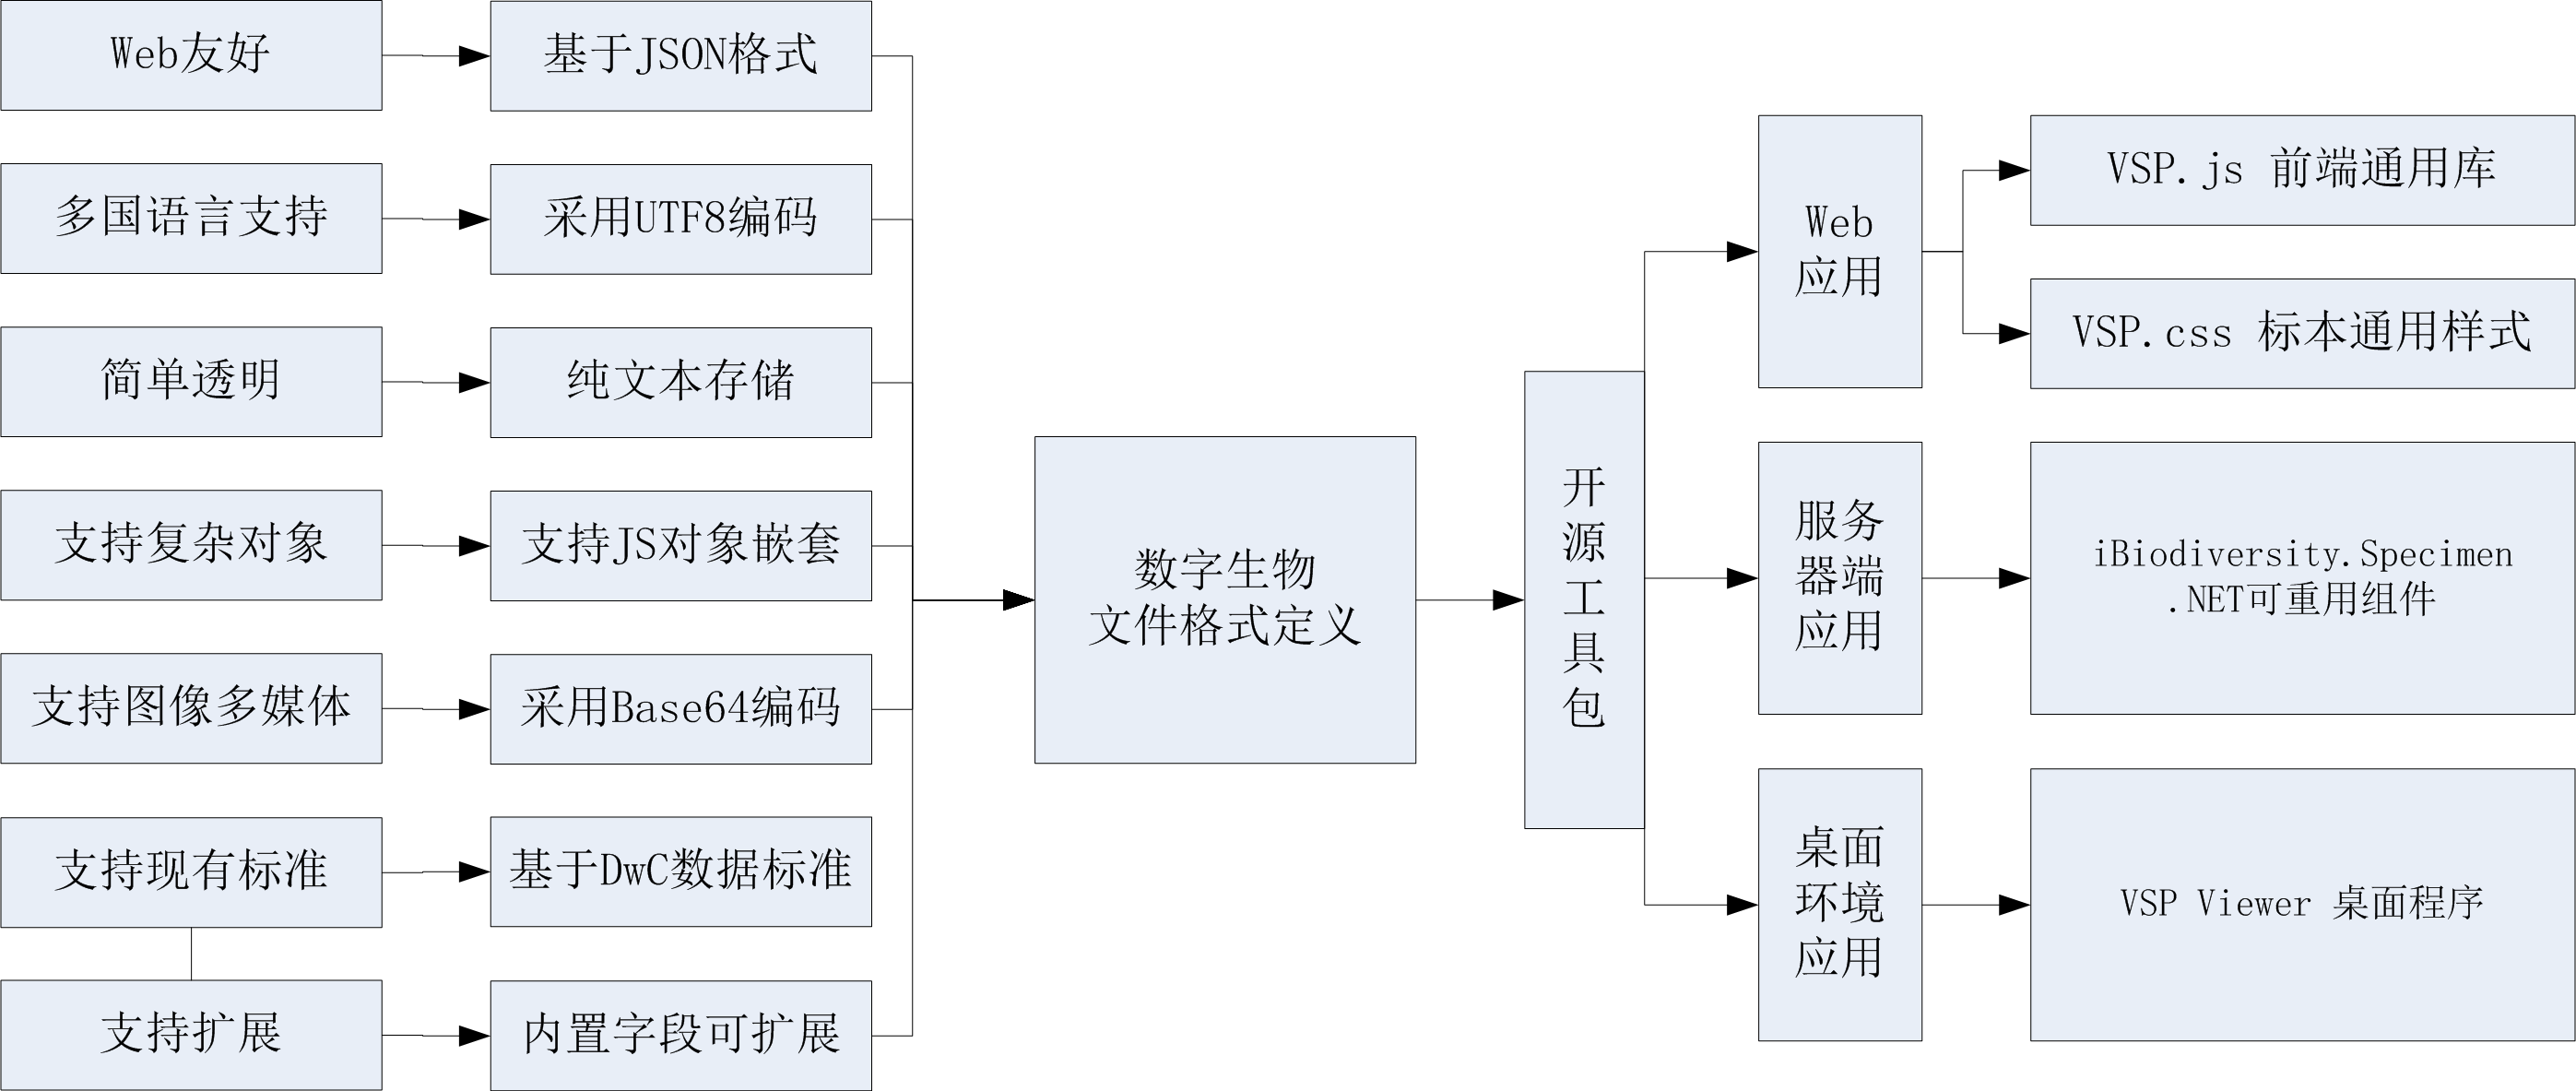 Web友好
基于JSON格式
多国语言支持
采用UTF8编码
简单透明
纯文本存储
支持复杂对象
支持JS对象嵌套
支持图像多媒体
采用Base64编码
支持现有标准
基于DwC数据标准
支持扩展
内置字段可扩展
数字生物
文件格式定义
开
源
工
具
包
Web
应用
VSP.js 前端通用库
VSP.css 标本通用样式
服务
器端
应用
iBiodiversity.Specimen
.NET可重用组件
桌面
环境
应用
VSP Viewer 桌面程序